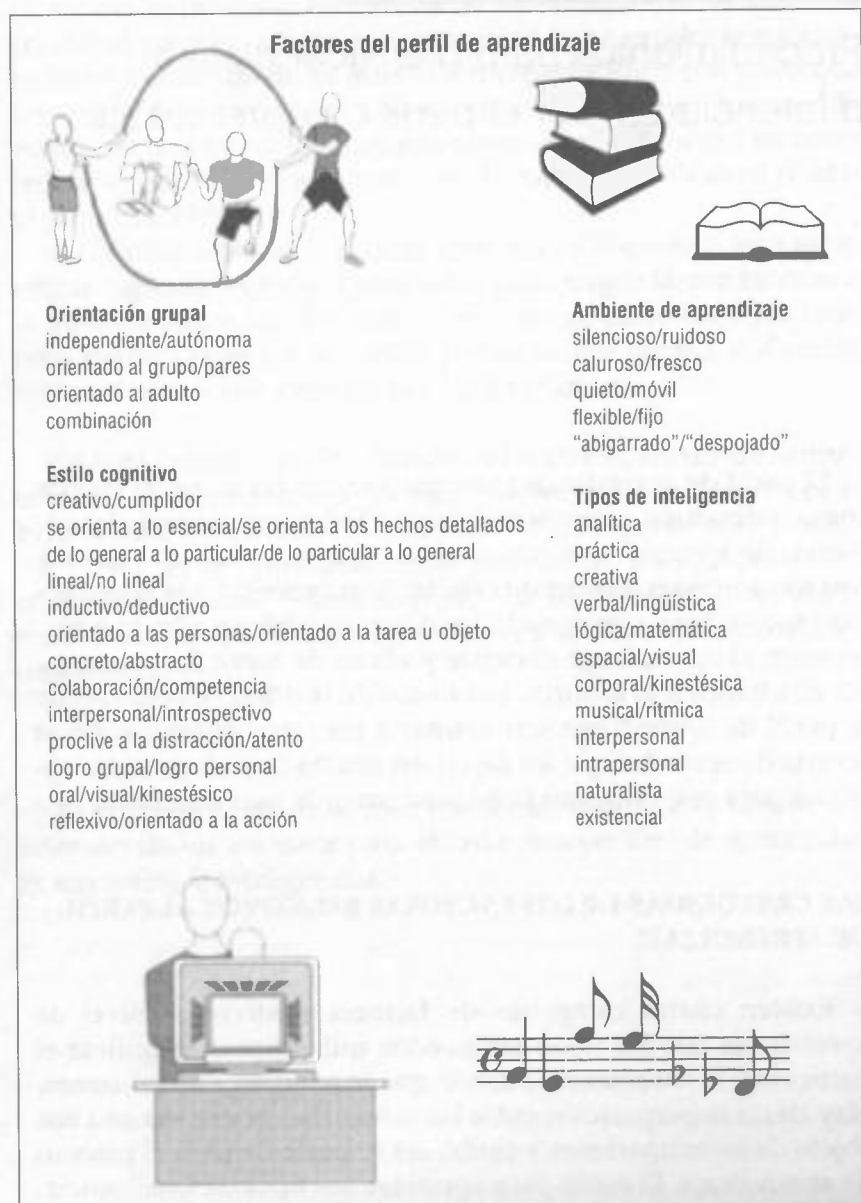 Factores del perfil de aprendizaje
Orientación grupal
independiente/autónoma
orientado al grupo/pares
orientado al adulto
combinación
Ambiente de aprendizaje
silencioso/ruidoso
caluroso/fresco
quieto/móvil
flexible/fijo
“abigarrado”/“despojado”
Estilo cognitivo
creativo/cumplidor
se orienta a lo esencial/se orienta a los hechos detallados
de lo general a lo particular/de lo particular a lo general
lineal/no lineal
inductivo/deductivo
orientado a las personas/orientado a la tarea u objeto
concreto/abstracto
colaboración/competencia
interpersonal/introspectivo
proclive a la distracción/atento
logro grupal/logro personal
oral/visual/kinestésico
reflexivo/orientado a la acción
Tipos de inteligencia
analítica
práctica
creativa
verbal/lingüística
lógica/matemática
espacial/visual
corporal/kinestésica
musical/rítmica
interpersonal
intrapersonal
naturalista
existencial